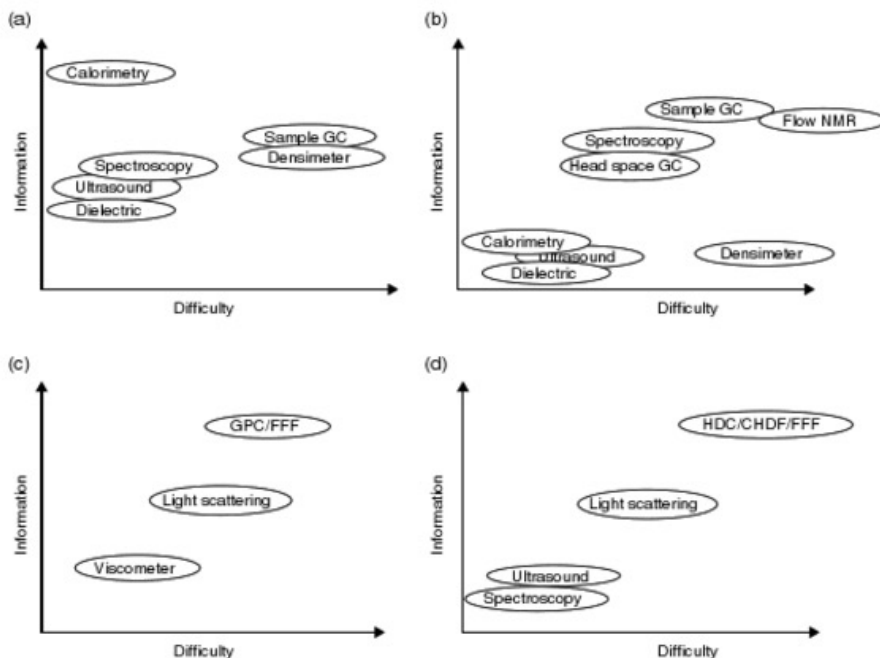 (a)
Information
Calorimetry
Sample GC
Densimeter
Spectroscopy
Ultrasound
Dielectric
Difficulty
(b)
Information
Sample GC
Flow NMR
Spectroscopy
Head space GC
Calorimetry
Ultrasound
Densimeter
Dielectric
Difficulty
(c)
Information
GPC/FFF
Light scattering
Viscometer
Difficulty
(d)
Information
HDC/CHDF/FFF
Light scattering
Ultrasound
Spectroscopy
Difficulty